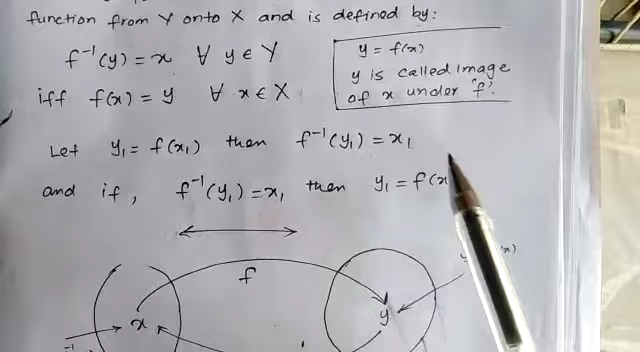 function from Y onto X and is defined by:
f⁻¹(y) = x ∀ y ∈ Y
iff f(x) = y ∀ x ∈ X
y = f(x)
y is called image
of x under 'f'.
Let y₁ = f(x₁) then f⁻¹(y₁) = x₁
and if, f⁻¹(y₁) = x₁ then y₁ = f(x
f
x
y
x)